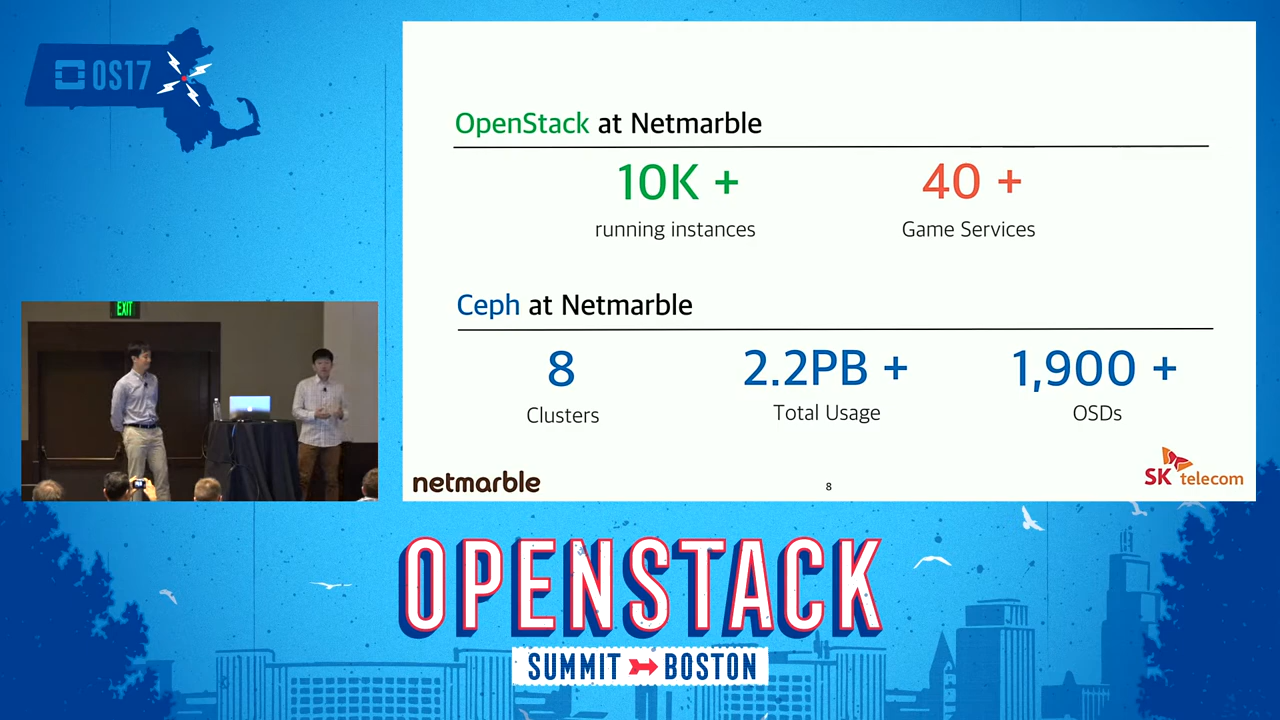 OS17
OpenStack at Netmarble
10K +
40 +
running instances
Game Services
Ceph at Netmarble
8
2.2PB +
1,900 +
Clusters
Total Usage
OSDs
netmarble
8
SK telecom
EXIT
OPENSTACK
SUMMIT BOSTON